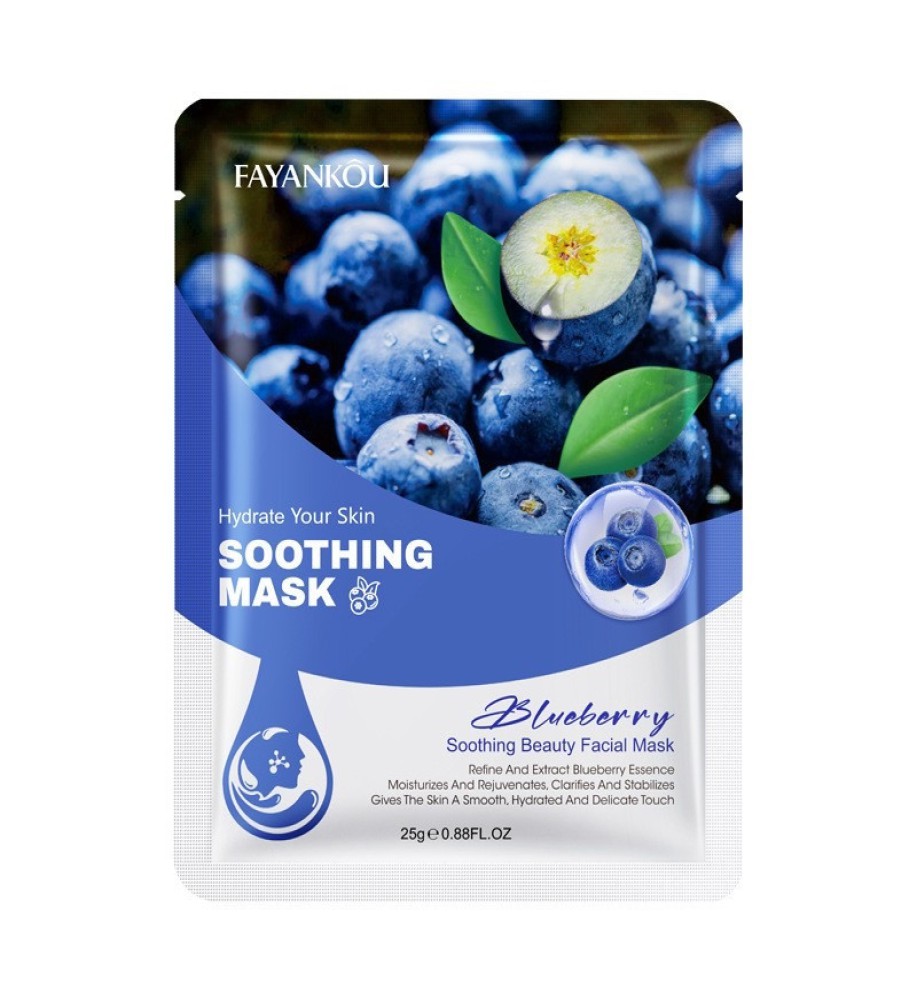 FAYANKÔU
Hydrate Your Skin
SOOTHING
MASK
Blueberry
Soothing Beauty Facial Mask
Refine And Extract Blueberry Essence
Moisturizes And Rejuvenates, Clarifies And Stabilizes
Gives The Skin A Smooth, Hydrated And Delicate Touch
25g℮0.88FL.OZ